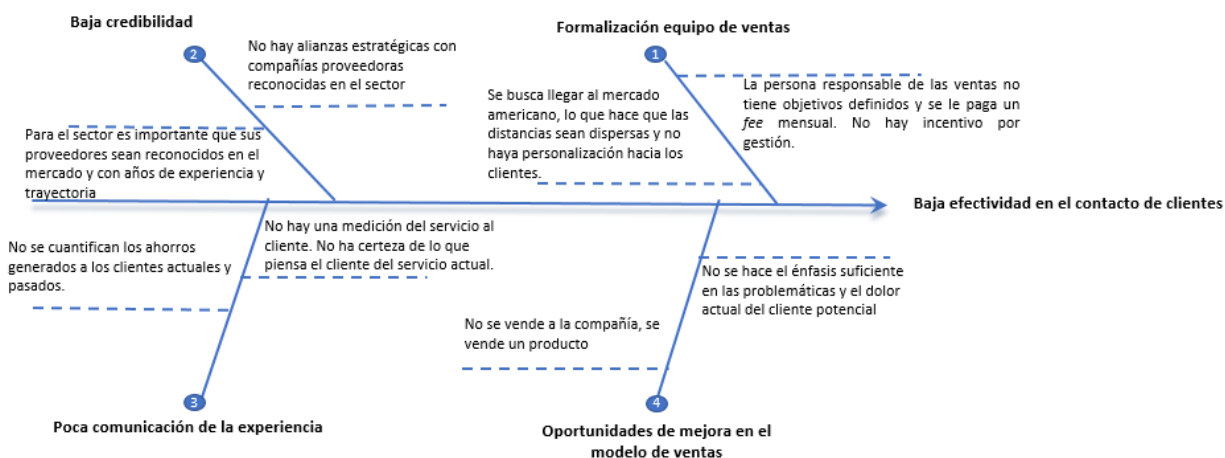 Baja credibilidad
2
No hay alianzas estratégicas con
compañías proveedoras
reconocidas en el sector
Para el sector es importante que sus
proveedores sean reconocidos en el
mercado y con años de experiencia y
trayectoria
Formalización equipo de ventas
1
La persona responsable de las ventas no
tiene objetivos definidos y se le paga un
fee mensual. No hay incentivo por
gestión.
Se busca llegar al mercado
americano, lo que hace que las
distancias sean dispersas y no
haya personalización hacia los
clientes.
Baja efectividad en el contacto de clientes
No hay una medición del servicio al
cliente. No ha certeza de lo que
piensa el cliente del servicio actual.
No se cuantifican los ahorros
generados a los clientes actuales y
pasados.
3
Poca comunicación de la experiencia
No se hace el énfasis suficiente
en las problemáticas y el dolor
actual del cliente potencial
No se vende a la compañía, se
vende un producto
4
Oportunidades de mejora en el
modelo de ventas